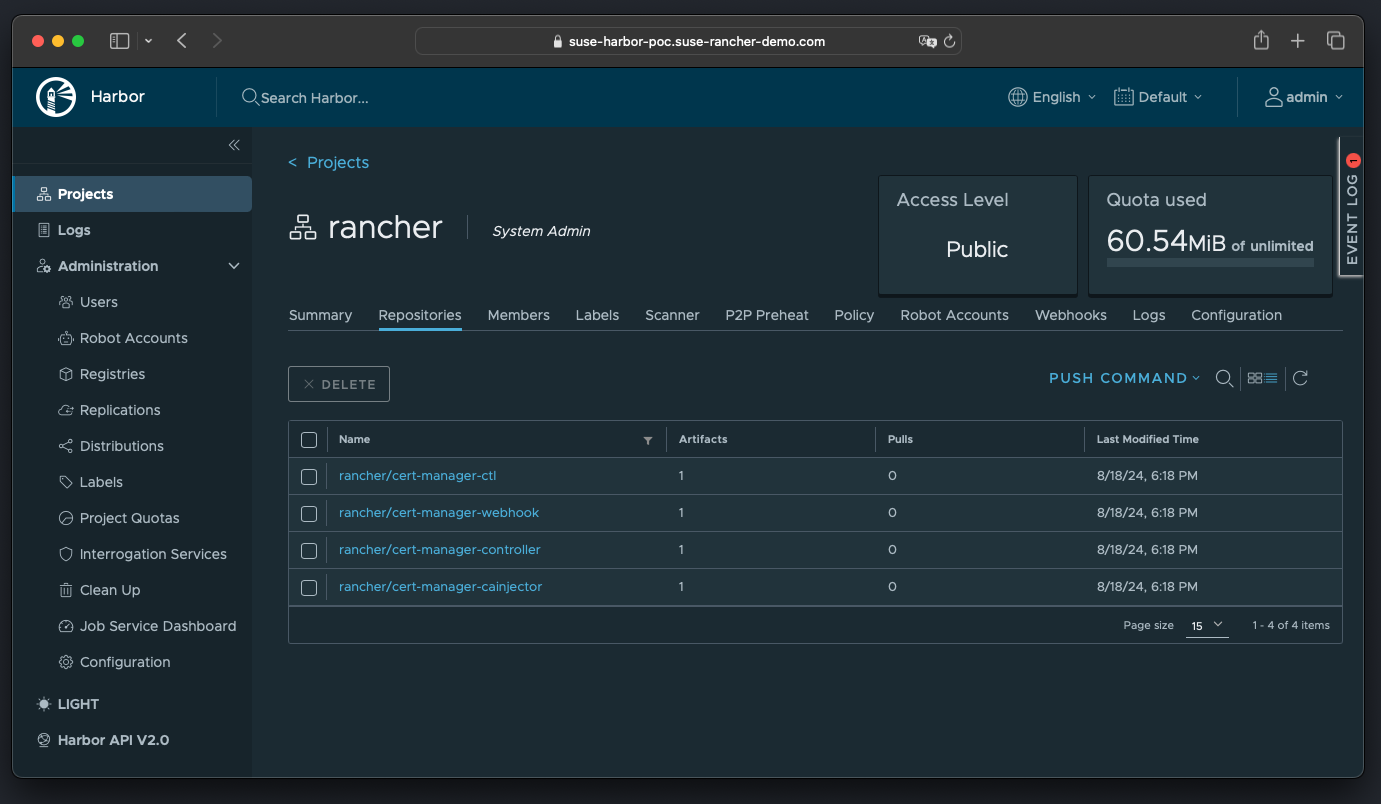 suse-harbor-poc.suse-rancher-demo.com
Harbor
Search Harbor...
English
Default
admin
Projects
Logs
Administration
Users
Robot Accounts
Registries
Replications
Distributions
Labels
Project Quotas
Interrogation Services
Clean Up
Job Service Dashboard
Configuration
LIGHT
Harbor API V2.0
< Projects
rancher
System Admin
Access Level
Public
Quota used
60.54MiB of unlimited
EVENT LOG 1
Summary Repositories Members Labels Scanner P2P Preheat Policy Robot Accounts Webhooks Logs Configuration
DELETE
PUSH COMMAND
Name Artifacts Pulls Last Modified Time
rancher/cert-manager-ctl 1 0 8/18/24, 6:18 PM
rancher/cert-manager-webhook 1 0 8/18/24, 6:18 PM
rancher/cert-manager-controller 1 0 8/18/24, 6:18 PM
rancher/cert-manager-cainjector 1 0 8/18/24, 6:18 PM
Page size 15 1 - 4 of 4 items